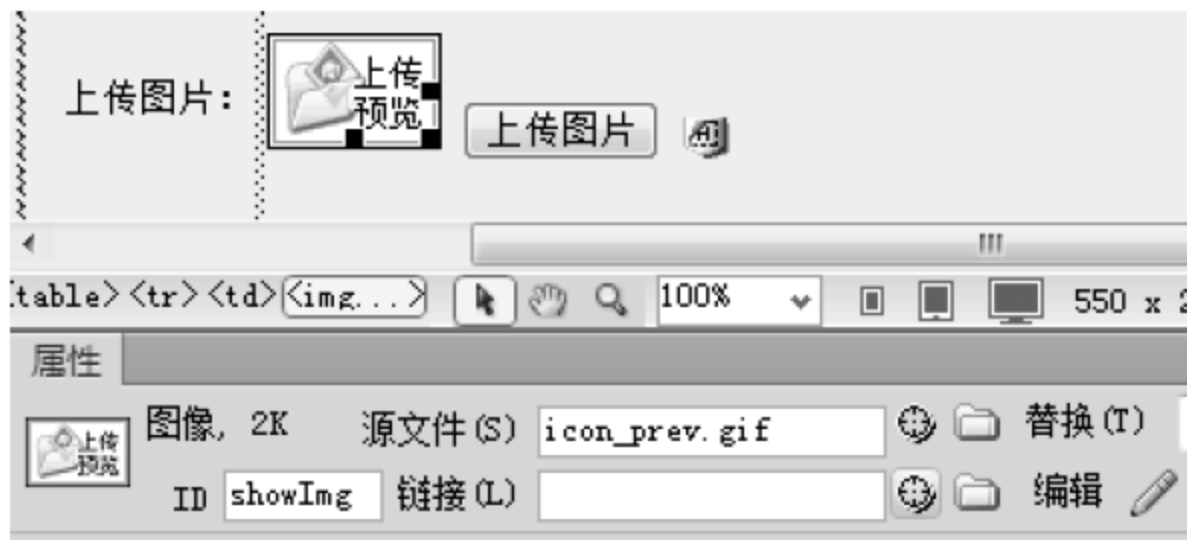 上传图片:
上传
预览
上传图片
<table><tr><td><img...> 100% 550 x 2
属性
上传
预览
图像, 2K 源文件(S) icon_prev.gif 替换(T)
ID showImg 链接(L) 编辑